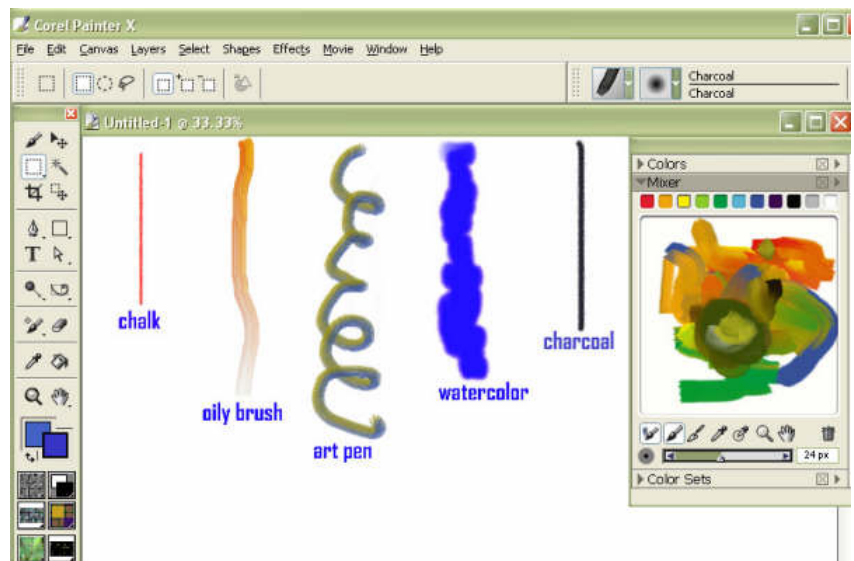 Corel Painter X
File Edit Canvas Layers Select Shapes Effects Movie Window Help
Charcoal
Charcoal
Untitled-1 @ 33.33%
Colors
Mixer
T
chalk
oily brush
art pen
watercolor
charcoal
24 px
Color Sets